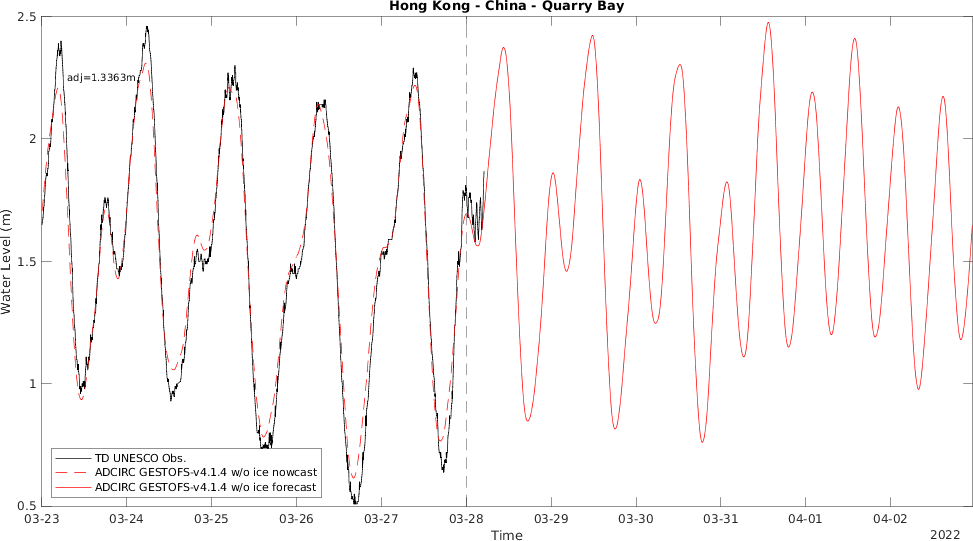 Hong Kong - China - Quarry Bay
2.5
adj=1.3363m
2
1.5
1
0.5
Water Level (m)
TD UNESCO Obs.
ADCIRC GESTOFS-v4.1.4 w/o ice nowcast
ADCIRC GESTOFS-v4.1.4 w/o ice forecast
03-23 03-24 03-25 03-26 03-27 03-28 03-29 03-30 03-31 04-01 04-02
Time
2022